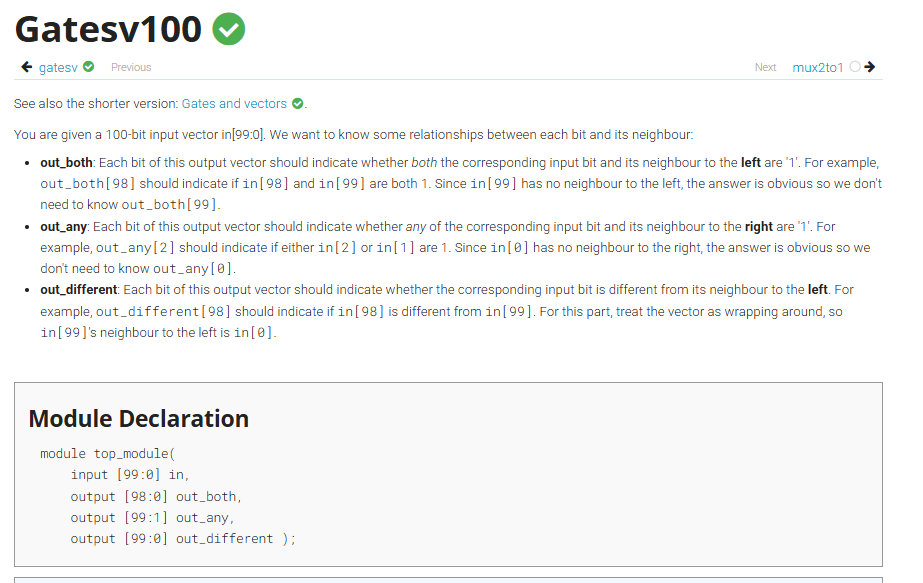 Gatesv100
gatesv Previous
Next mux2to1
See also the shorter version: Gates and vectors .
You are given a 100-bit input vector in[99:0]. We want to know some relationships between each bit and its neighbour:
• out_both: Each bit of this output vector should indicate whether both the corresponding input bit and its neighbour to the left are '1'. For example,
out_both[98] should indicate if in[98] and in[99] are both 1. Since in[99] has no neighbour to the left, the answer is obvious so we don't
need to know out_both[99].
• out_any: Each bit of this output vector should indicate whether any of the corresponding input bit and its neighbour to the right are '1'. For
example, out_any[2] should indicate if either in[2] or in[1] are 1. Since in[0] has no neighbour to the right, the answer is obvious so we
don't need to know out_any[0].
• out_different: Each bit of this output vector should indicate whether the corresponding input bit is different from its neighbour to the left. For
example, out_different[98] should indicate if in[98] is different from in[99]. For this part, treat the vector as wrapping around, so
in[99]'s neighbour to the left is in[0].
Module Declaration
module top_module(
input [99:0] in,
output [98:0] out_both,
output [99:1] out_any,
output [99:0] out_different );